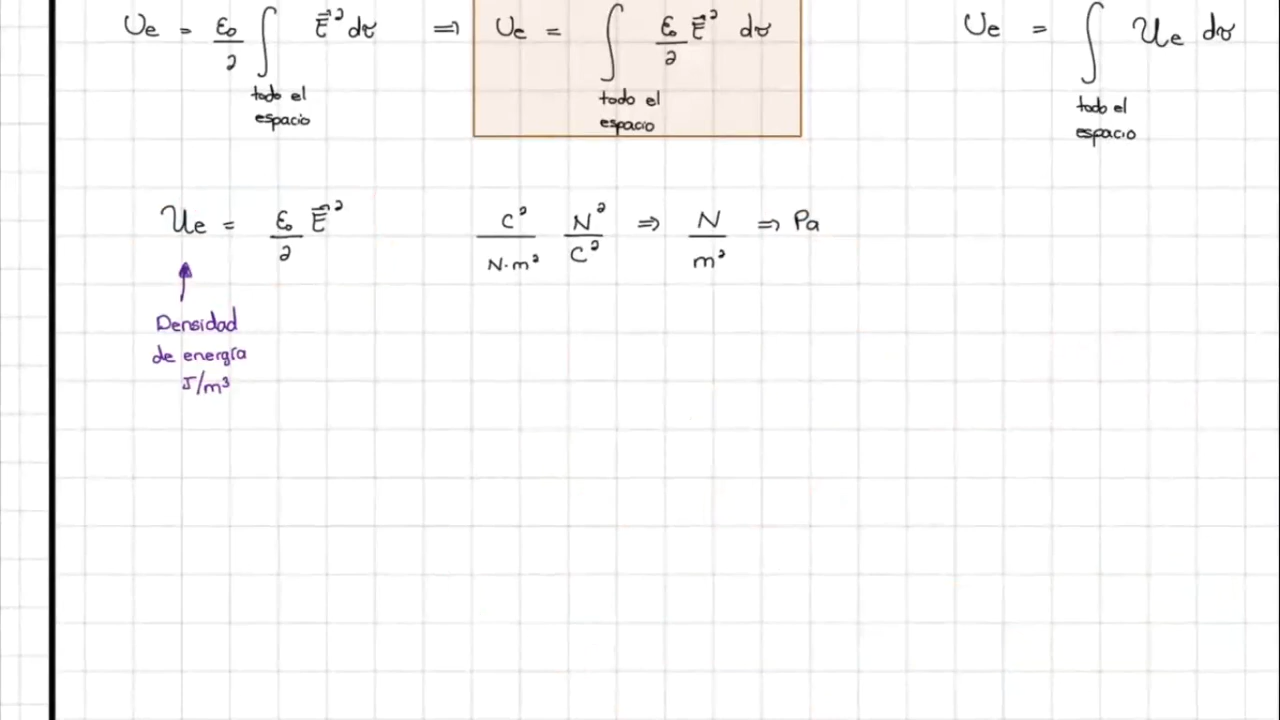 Ue = ε₀/2 ∫ E⃗² dv ⇒ Ue = ∫ ε₀/2 E⃗² dv Ue = ∫ 𝒰e dv
todo el todo el todo el
espacio espacio espacio
𝒰e = ε₀/2 E⃗² C²/N·m² N²/C² ⇒ N/m² ⇒ Pa
Densidad
de energía
J/m³